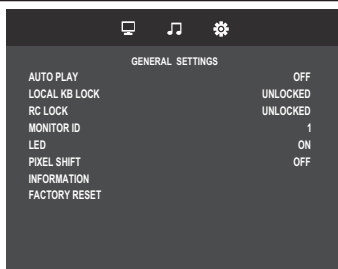 GENERAL SETTINGS
AUTO PLAY OFF
LOCAL KB LOCK UNLOCKED
RC LOCK UNLOCKED
MONITOR ID 1
LED ON
PIXEL SHIFT OFF
INFORMATION
FACTORY RESET